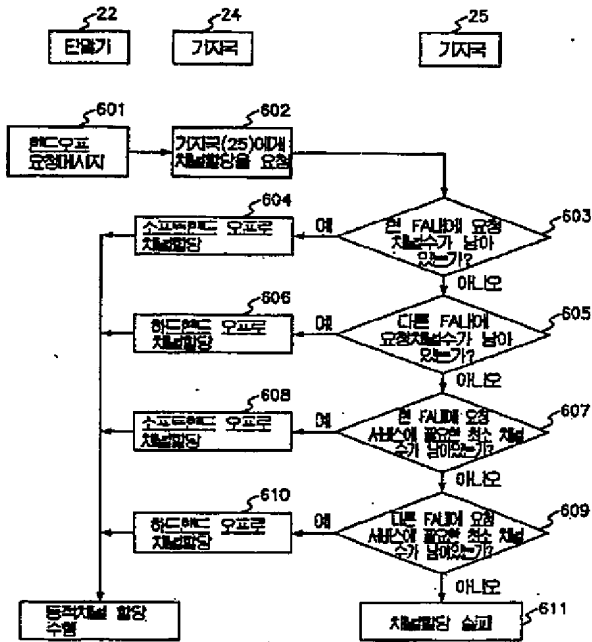 22
24
25
단말기
기지국
기지국
601
602
핸드오프
요청메시지
기지국(25)에게
채널할당을 요청
604
603
소프트핸드 오프로
채널할당
예
현 FA내에 요청
채널수가 남아
있는가?
아니오
606
605
하드핸드 오프로
채널할당
예
다른 FA내에
요청채널수가 남아
있는가?
아니오
608
607
소프트핸드 오프로
채널할당
예
현 FA내에 요청
서비스에 필요한 최소 채널
수가 남아있는가?
아니오
610
609
하드핸드 오프로
채널할당
예
다른 FA내에 요청
서비스에 필요한 최소 채널
수가 남아있는가?
아니오
611
동적채널 할당
수행
채널할당 실패